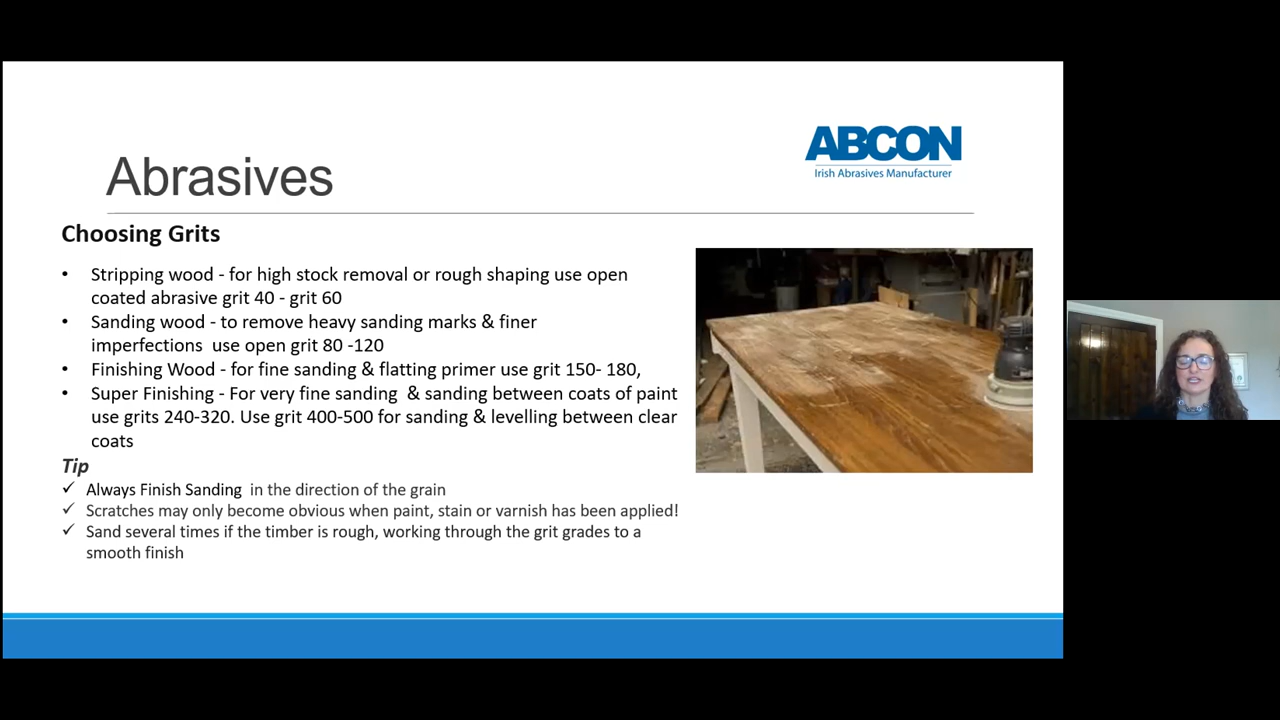 ABCON
Irish Abrasives Manufacturer
Abrasives
Choosing Grits
• Stripping wood - for high stock removal or rough shaping use open
coated abrasive grit 40 - grit 60
• Sanding wood - to remove heavy sanding marks & finer
imperfections  use open grit 80 -120
• Finishing Wood - for fine sanding & flatting primer use grit 150- 180,
• Super Finishing - For very fine sanding  & sanding between coats of paint
use grits 240-320. Use grit 400-500 for sanding & levelling between clear
coats
Tip
✓ Always Finish Sanding  in the direction of the grain
✓ Scratches may only become obvious when paint, stain or varnish has been applied!
✓ Sand several times if the timber is rough, working through the grit grades to a
smooth finish